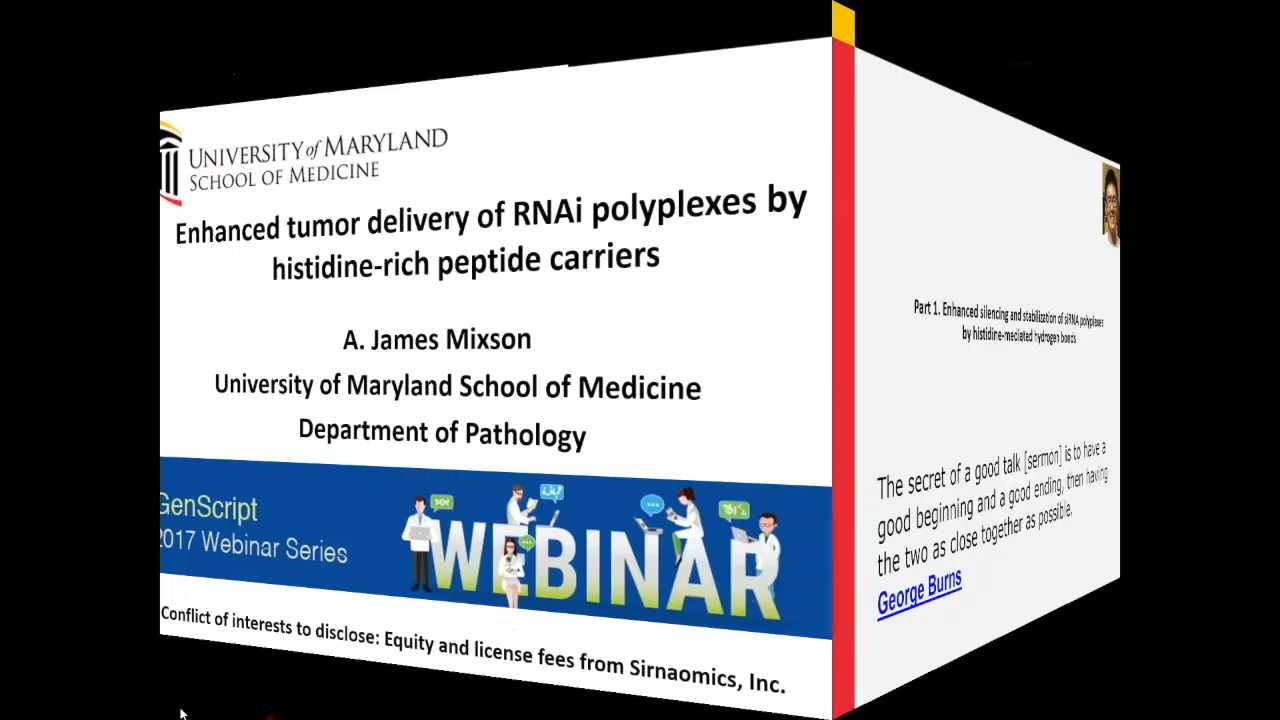 UNIVERSITY of MARYLAND
SCHOOL OF MEDICINE
Enhanced tumor delivery of RNAi polyplexes by
histidine-rich peptide carriers
A. James Mixson
University of Maryland School of Medicine
Department of Pathology
GenScript
2017 Webinar Series
WEBINAR
Conflict of interests to disclose: Equity and license fees from Sirnaomics, Inc.
Part 1. Enhanced silencing and stabilization of siRNA polyplexes
by histidine-mediated hydrogen bonds
The secret of a good talk [sermon] is to have a
good beginning and a good ending, then having
the two as close together as possible.
George Burns